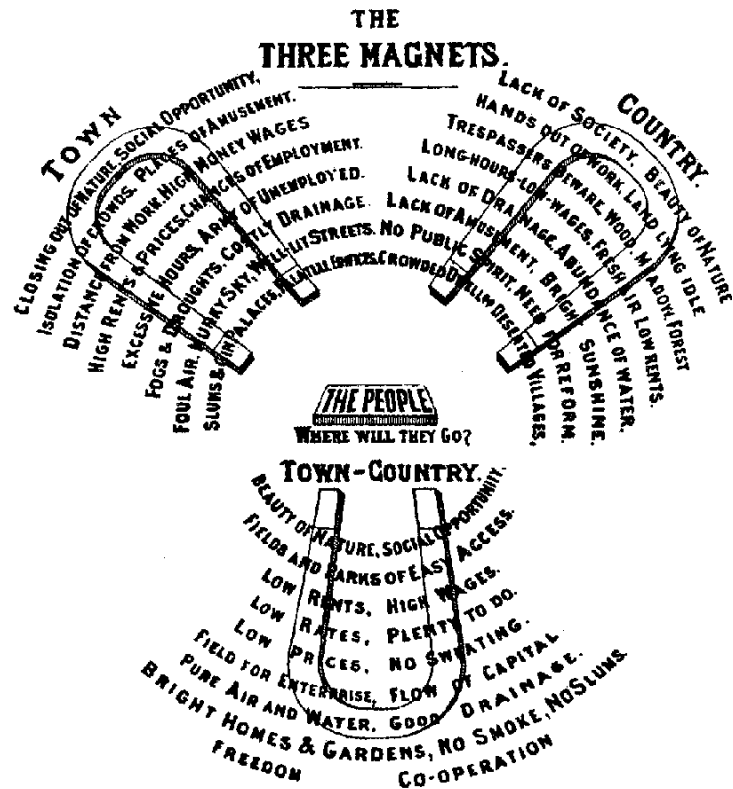 THE
THREE MAGNETS.
TOWN
CLOSING OUT OF NATURE. SOCIAL OPPORTUNITY.
ISOLATION OF CROWDS. PLACES OF AMUSEMENT.
DISTANCE FROM WORK. HIGH MONEY WAGES
HIGH RENTS & PRICES. CHANCES OF EMPLOYMENT.
EXCESSIVE HOURS. ARMY OF UNEMPLOYED.
FOGS & DROUGHTS. COSTLY DRAINAGE.
FOUL AIR. MURKY SKY. WELL-LIT STREETS.
SLUMS & GIN PALACES. EDIFICES.
COUNTRY.
LACK OF SOCIETY. BEAUTY OF NATURE
HANDS OUT OF WORK. LAND LYING IDLE
TRESPASSERS BEWARE. WOOD, MEADOW, FOREST
LONG-HOURS-LOW-WAGES. FRESH AIR LOW RENTS.
LACK OF DRAINAGE. ABUNDANCE OF WATER.
LACK OF AMUSEMENT. BRIGHT SUNSHINE.
NO PUBLIC SPIRIT. NEED FOR REFORM.
CROWDED DESERTED VILLAGES.
THE PEOPLE
WHERE WILL THEY GO?
TOWN-COUNTRY.
BEAUTY OF NATURE, SOCIAL OPPORTUNITY.
FIELDS AND PARKS OF EASY ACCESS.
LOW RENTS, HIGH WAGES.
LOW RATES, PLENTY TO DO.
LOW PRICES, NO SWEATING.
FIELD FOR ENTERPRISE, FLOW OF CAPITAL
PURE AIR AND WATER, GOOD DRAINAGE.
BRIGHT HOMES & GARDENS, NO SMOKE, NO SLUMS.
FREEDOM CO-OPERATION